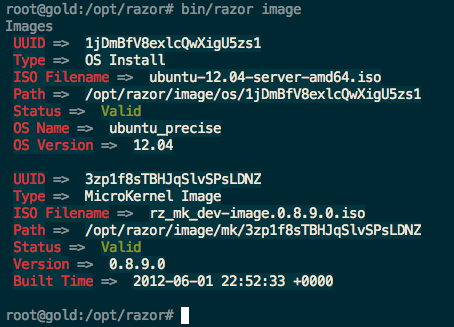 root@gold:/opt/razor# bin/razor image
Images
UUID => 1jDmBfV8exlcQwXigU5zs1
Type => OS Install
ISO Filename => ubuntu-12.04-server-amd64.iso
Path => /opt/razor/image/os/1jDmBfV8exlcQwXigU5zs1
Status => Valid
OS Name => ubuntu_precise
OS Version => 12.04
UUID => 3zp1f8sTBHJqSlvSPsLDNZ
Type => MicroKernel Image
ISO Filename => rz_mk_dev-image.0.8.9.0.iso
Path => /opt/razor/image/mk/3zp1f8sTBHJqSlvSPsLDNZ
Status => Valid
Version => 0.8.9.0
Built Time => 2012-06-01 22:52:33 +0000
root@gold:/opt/razor#